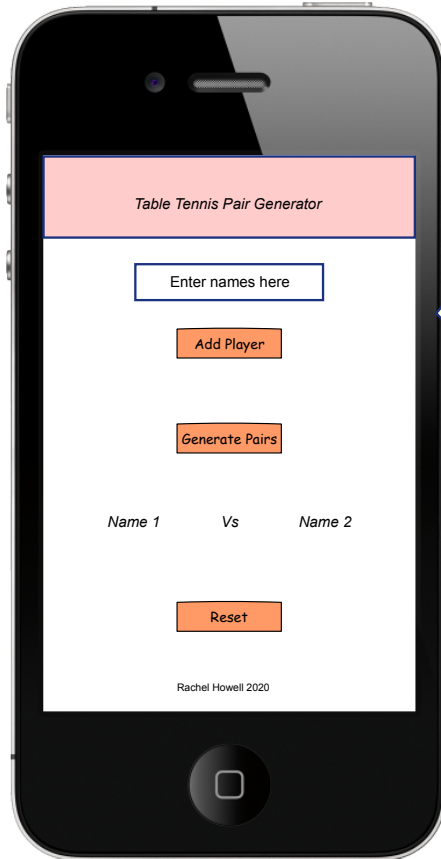 Table Tennis Pair Generator
Enter names here
Add Player
Generate Pairs
Name 1 Vs Name 2
Reset
Rachel Howell 2020